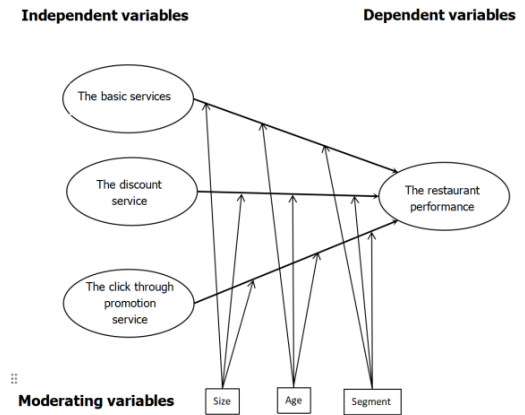 Independent variables
Dependent variables
The basic services
The discount
service
The restaurant
performance
The click through
promotion
service
Moderating variables
Size
Age
Segment